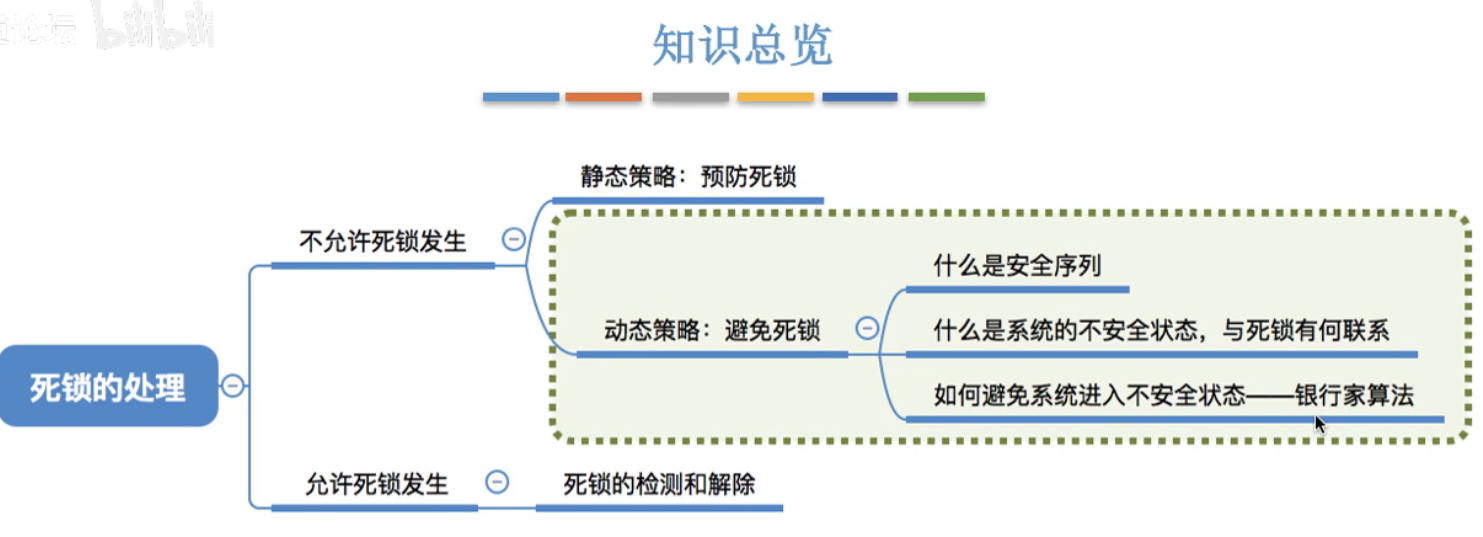 论坛 bilibili
知识总览
静态策略：预防死锁
不允许死锁发生
什么是安全序列
动态策略：避免死锁
什么是系统的不安全状态，与死锁有何联系
如何避免系统进入不安全状态——银行家算法
死锁的处理
允许死锁发生
死锁的检测和解除